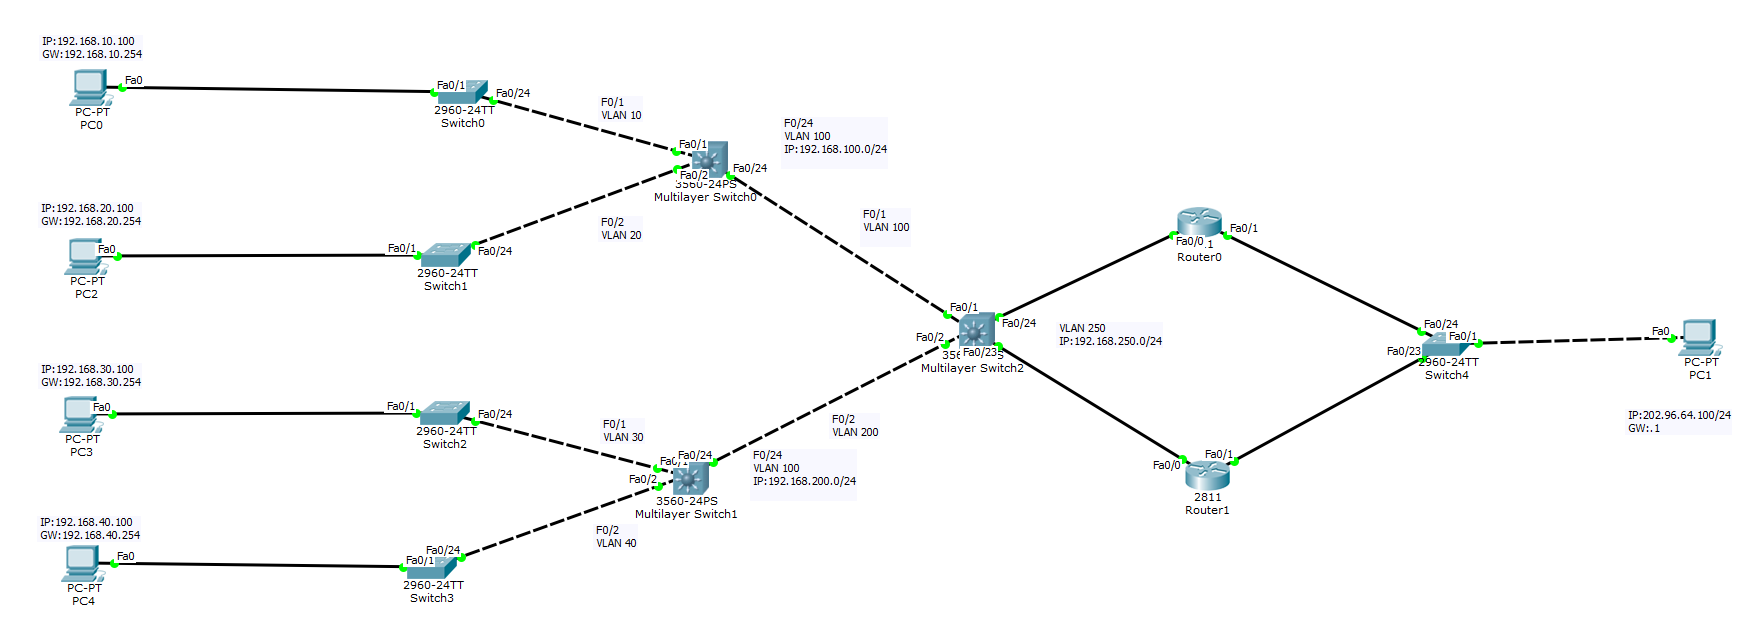 IP:192.168.10.100
GW:192.168.10.254
Fa0
PC-PT
PC0
Fa0/1
Fa0/24
2960-24TT
Switch0
F0/1
VLAN 10
Fa0/1
Fa0/24
Fa0/2
3560-24PS
Multilayer Switch0
F0/24
VLAN 100
IP:192.168.100.0/24
IP:192.168.20.100
GW:192.168.20.254
Fa0
PC-PT
PC2
Fa0/1
Fa0/24
2960-24TT
Switch1
F0/2
VLAN 20
F0/1
VLAN 100
Fa0/0
.1
Fa0/1
Router0
Fa0/1
Fa0/24
Fa0/2
Fa0/23
Multilayer Switch2
VLAN 250
IP:192.168.250.0/24
Fa0/24
Fa0/1
Fa0/23
2960-24TT
Switch4
Fa0
PC-PT
PC1
IP:202.96.64.100/24
GW:.1
IP:192.168.30.100
GW:192.168.30.254
Fa0
PC-PT
PC3
Fa0/1
Fa0/24
2960-24TT
Switch2
F0/1
VLAN 30
F0/2
VLAN 200
Fa0/24
Fa0/2
3560-24PS
Multilayer Switch1
F0/24
VLAN 100
IP:192.168.200.0/24
Fa0/0
Fa0/1
2811
Router1
IP:192.168.40.100
GW:192.168.40.254
Fa0
PC-PT
PC4
Fa0/24
Fa0/1
2960-24TT
Switch3
F0/2
VLAN 40